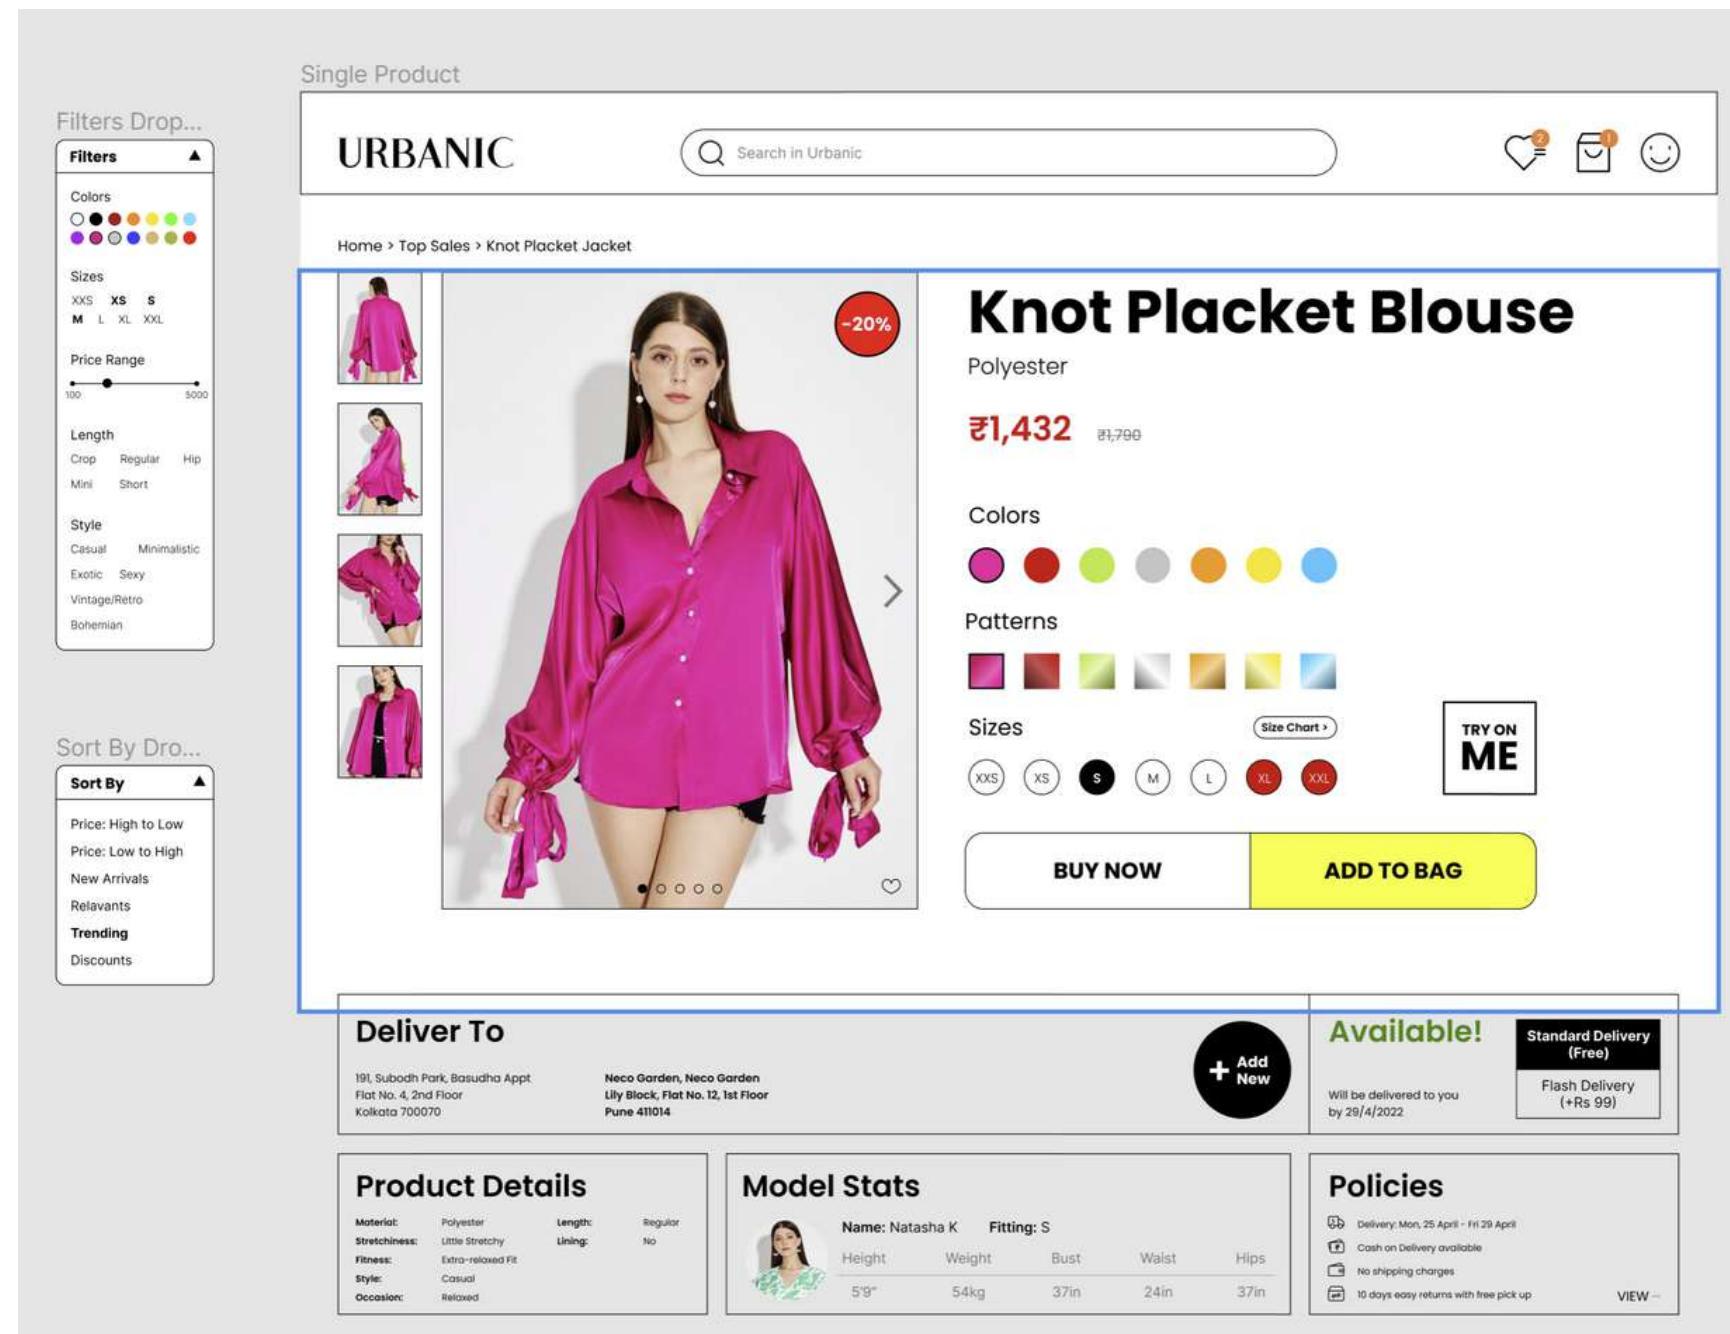 Single Product
Filters Drop...
Filters
Colors
Sizes
XXS XS S
M L XL XXL
Price Range
100 5000
Length
Crop Regular Hip
Mini Short
Style
Casual Minimalistic
Exotic Sexy
Vintage/Retro
Bohemian
Sort By Dro...
Sort By
Price: High to Low
Price: Low to High
New Arrivals
Relavants
Trending
Discounts
URBANIC
Search in Urbanic
2
1
Home > Top Sales > Knot Placket Jacket
-20%
Knot Placket Blouse
Polyester
₹1,432 ₹1,790
Colors
Patterns
Sizes
Size Chart >
XXS XS S M L XL XXL
TRY ON
ME
BUY NOW
ADD TO BAG
Deliver To
191, Subodh Park, Basudha Appt
Flat No. 4, 2nd Floor
Kolkata 700070
Neco Garden, Neco Garden
Lily Block, Flat No. 12, 1st Floor
Pune 411014
+ Add
New
Available!
Will be delivered to you
by 29/4/2022
Standard Delivery
(Free)
Flash Delivery
(+Rs 99)
Product Details
Material: Polyester Length: Regular
Stretchiness: Little Stretchy Lining: No
Fitness: Extra-relaxed Fit
Style: Casual
Occasion: Relaxed
Model Stats
Name: Natasha K Fitting: S
Height Weight Bust Waist Hips
5'9" 54kg 37in 24in 37in
Policies
Delivery: Mon, 25 April - Fri 29 April
Cash on Delivery available
No shipping charges
10 days easy returns with free pick up
VIEW